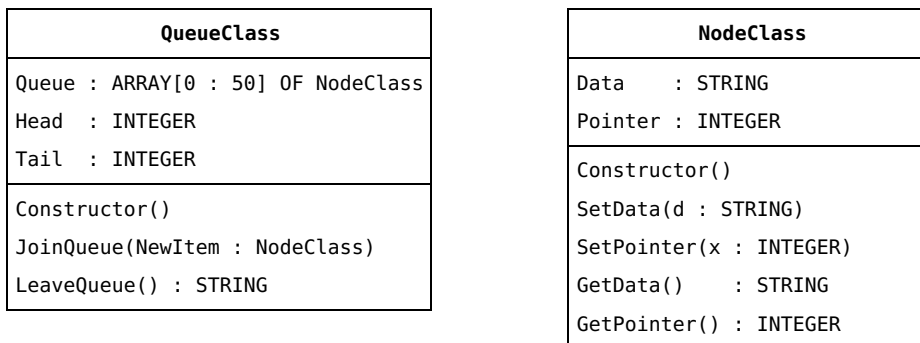 QueueClass
Queue : ARRAY[0 : 50] OF NodeClass
Head  : INTEGER
Tail  : INTEGER
Constructor()
JoinQueue(NewItem : NodeClass)
LeaveQueue() : STRING
NodeClass
Data    : STRING
Pointer : INTEGER
Constructor()
SetData(d : STRING)
SetPointer(x : INTEGER)
GetData()    : STRING
GetPointer() : INTEGER